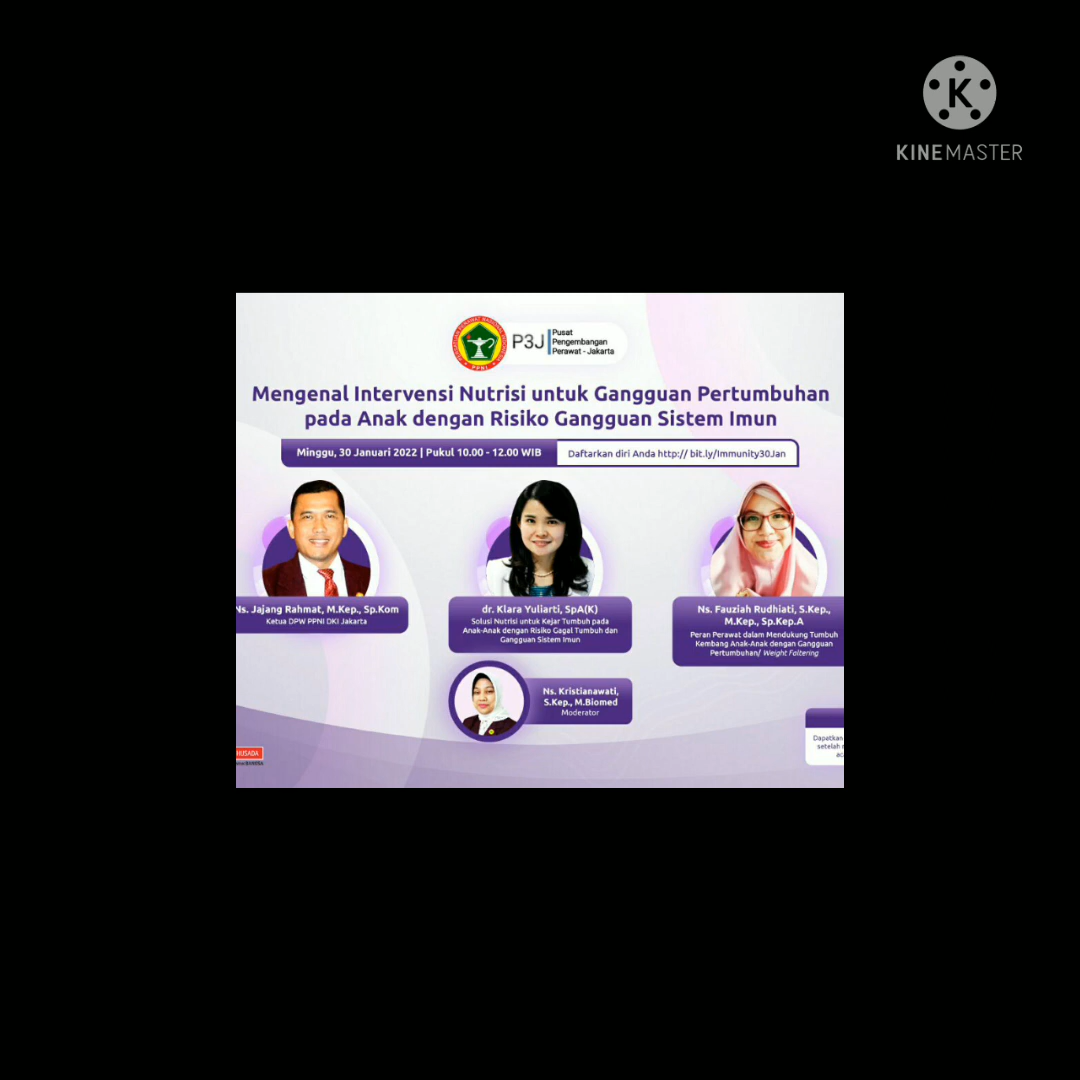 KINEMASTER
PPNI
P3J
Pusat
Pengembangan
Perawat - Jakarta
Mengenal Intervensi Nutrisi untuk Gangguan Pertumbuhan
pada Anak dengan Risiko Gangguan Sistem Imun
Minggu, 30 Januari 2022 | Pukul 10.00 - 12.00 WIB
Daftarkan diri Anda http:// bit.ly/Immunity30Jan
Ns. Jajang Rahmat, M.Kep., Sp.Kom
Ketua DPW PPNI DKI Jakarta
dr. Klara Yuliarti, SpA(K)
Solusi Nutrisi untuk Kejar Tumbuh pada
Anak-Anak dengan Risiko Gagal Tumbuh dan
Gangguan Sistem Imun
Ns. Fauziah Rudhiati, S.Kep.,
M.Kep., Sp.Kep.A
Peran Perawat dalam Mendukung Tumbuh
Kembang Anak-Anak dengan Gangguan
Pertumbuhan/ Weight Faltering
Ns. Kristianawati,
S.Kep., M.Biomed
Moderator
HUSADA
Dapatkan
setelah